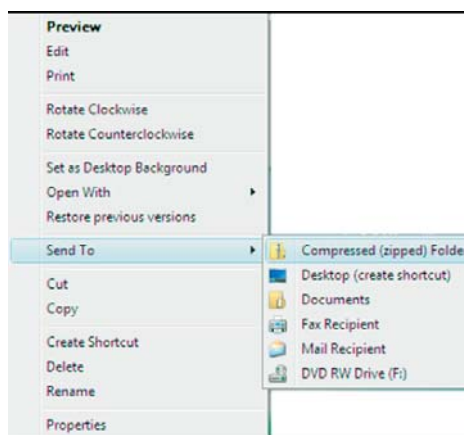 Preview
Edit
Print
Rotate Clockwise
Rotate Counterclockwise
Set as Desktop Background
Open With
Restore previous versions
Send To
Cut
Copy
Create Shortcut
Delete
Rename
Properties
Compressed (zipped) Folde
Desktop (create shortcut)
Documents
Fax Recipient
Mail Recipient
DVD RW Drive (F:)